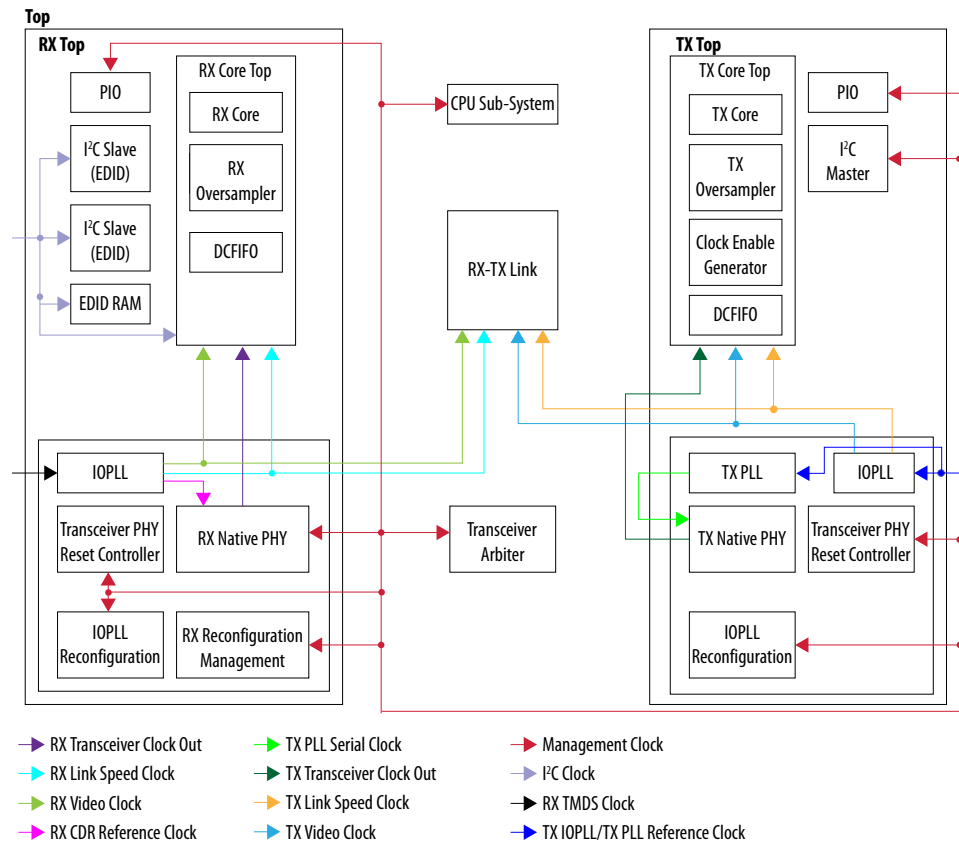 Top
RX Top
PIO
I²C Slave
(EDID)
I²C Slave
(EDID)
EDID RAM
RX Core Top
RX Core
RX
Oversampler
DCFIFO
IOPLL
Transceiver PHY
Reset Controller
RX Native PHY
IOPLL
Reconfiguration
RX Reconfiguration
Management
CPU Sub-System
RX-TX Link
Transceiver
Arbiter
TX Top
TX Core Top
TX Core
TX
Oversampler
Clock Enable
Generator
DCFIFO
PIO
I²C
Master
TX PLL
IOPLL
TX Native PHY
Transceiver PHY
Reset Controller
IOPLL
Reconfiguration
RX Transceiver Clock Out
RX Link Speed Clock
RX Video Clock
RX CDR Reference Clock
TX PLL Serial Clock
TX Transceiver Clock Out
TX Link Speed Clock
TX Video Clock
Management Clock
I²C Clock
RX TMDS Clock
TX IOPLL/TX PLL Reference Clock